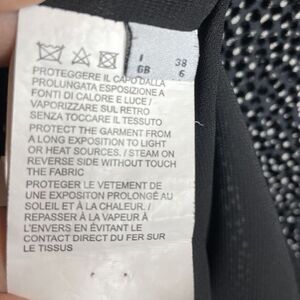 I 38
GB 6
PROTEGGERE IL CAPO DALLA
PROLUNGATA ESPOSIZIONE A
FONTI DI CALORE E LUCE /
VAPORIZZARE SUL RETRO
SENZA TOCCARE IL TESSUTO
PROTECT THE GARMENT FROM
A LONG EXPOSITION TO LIGHT
OR HEAT SOURCES. / STEAM ON
REVERSE SIDE WITHOUT TOUCH
THE FABRIC
PROTEGER LE VETEMENT DE
UNE EXPOSITON PROLONGÉ AU
SOLEIL ET À LA CHALEUR. /
REPASSER À LA VAPEUR À
L'ENVERS EN ÉVITANT LE
CONTACT DIRECT DU FER SUR
LE TISSUS